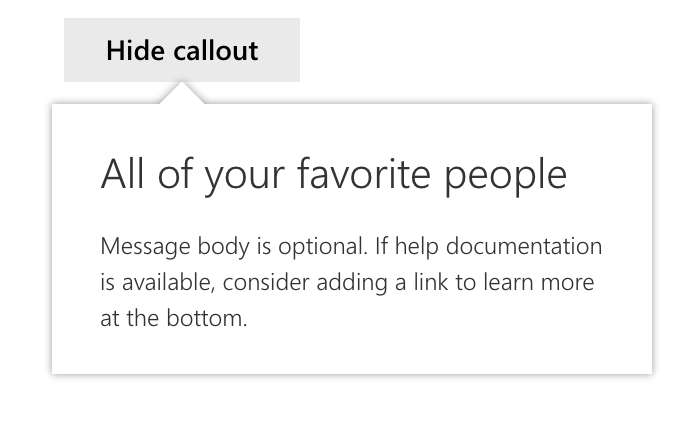 Hide callout
All of your favorite people
Message body is optional. If help documentation
is available, consider adding a link to learn more
at the bottom.